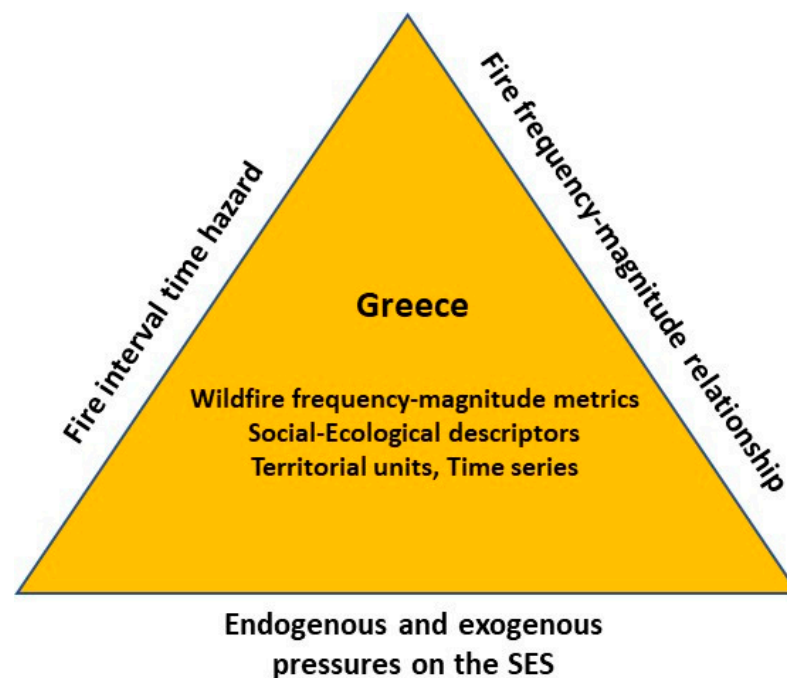 Fire interval time hazard
Fire frequency-magnitude relationship
Greece
Wildfire frequency-magnitude metrics
Social-Ecological descriptors
Territorial units, Time series
Endogenous and exogenous
pressures on the SES